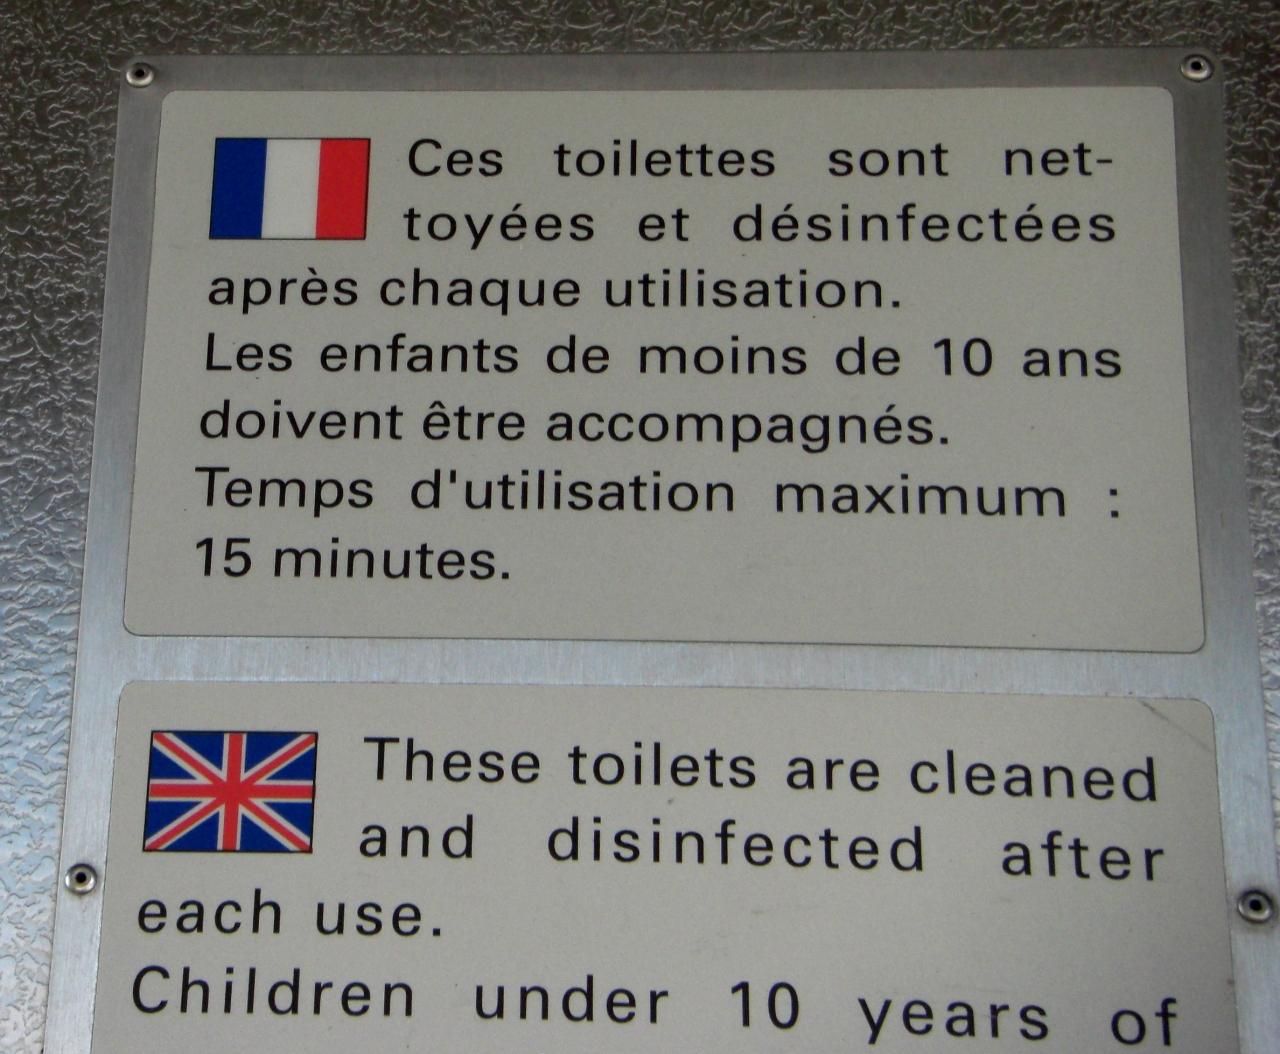 Ces toilettes sont net-
toyées et désinfectées
après chaque utilisation.
Les enfants de moins de 10 ans
doivent être accompagnés.
Temps d'utilisation maximum :
15 minutes.
These toilets are cleaned
and disinfected after
each use.
Children under 10 years of